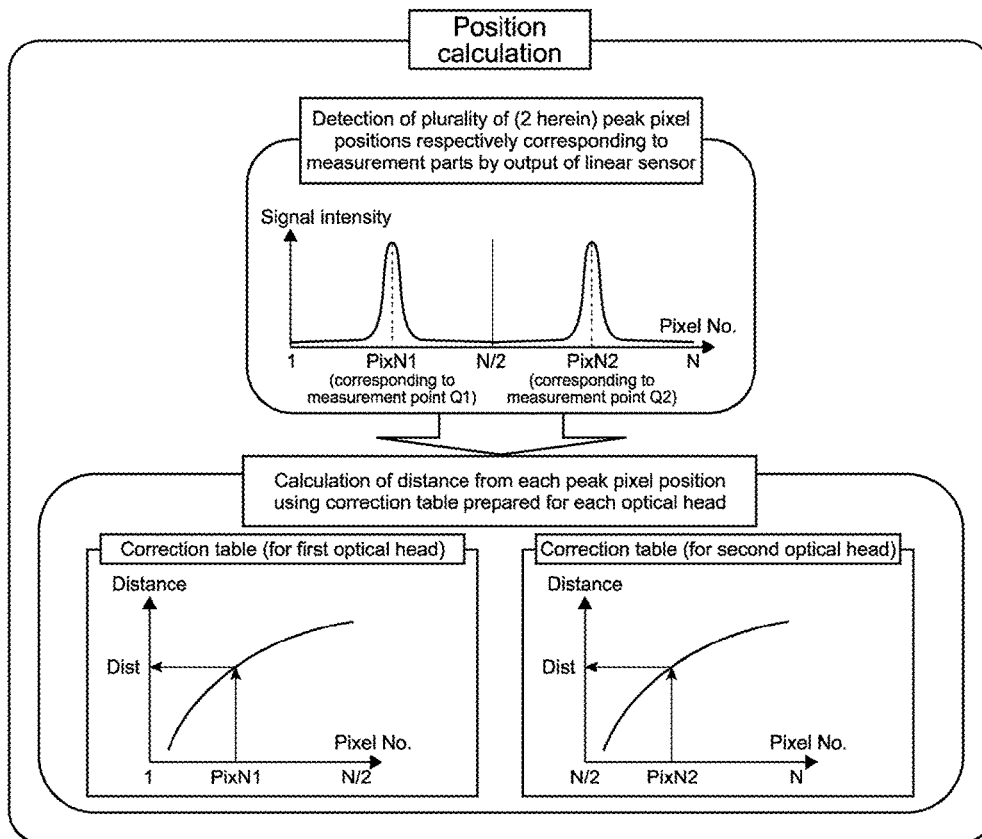 Position
calculation
Detection of plurality of (2 herein) peak pixel
positions respectively corresponding to
measurement parts by output of linear sensor
Signal intensity
Pixel No.
1
PixN1
N/2
PixN2
N
(corresponding to
measurement point Q1)
(corresponding to
measurement point Q2)
Calculation of distance from each peak pixel position
using correction table prepared for each optical head
Correction table (for first optical head)
Distance
Dist
Pixel No.
1
PixN1
N/2
Correction table (for second optical head)
Distance
Dist
Pixel No.
N/2
PixN2
N